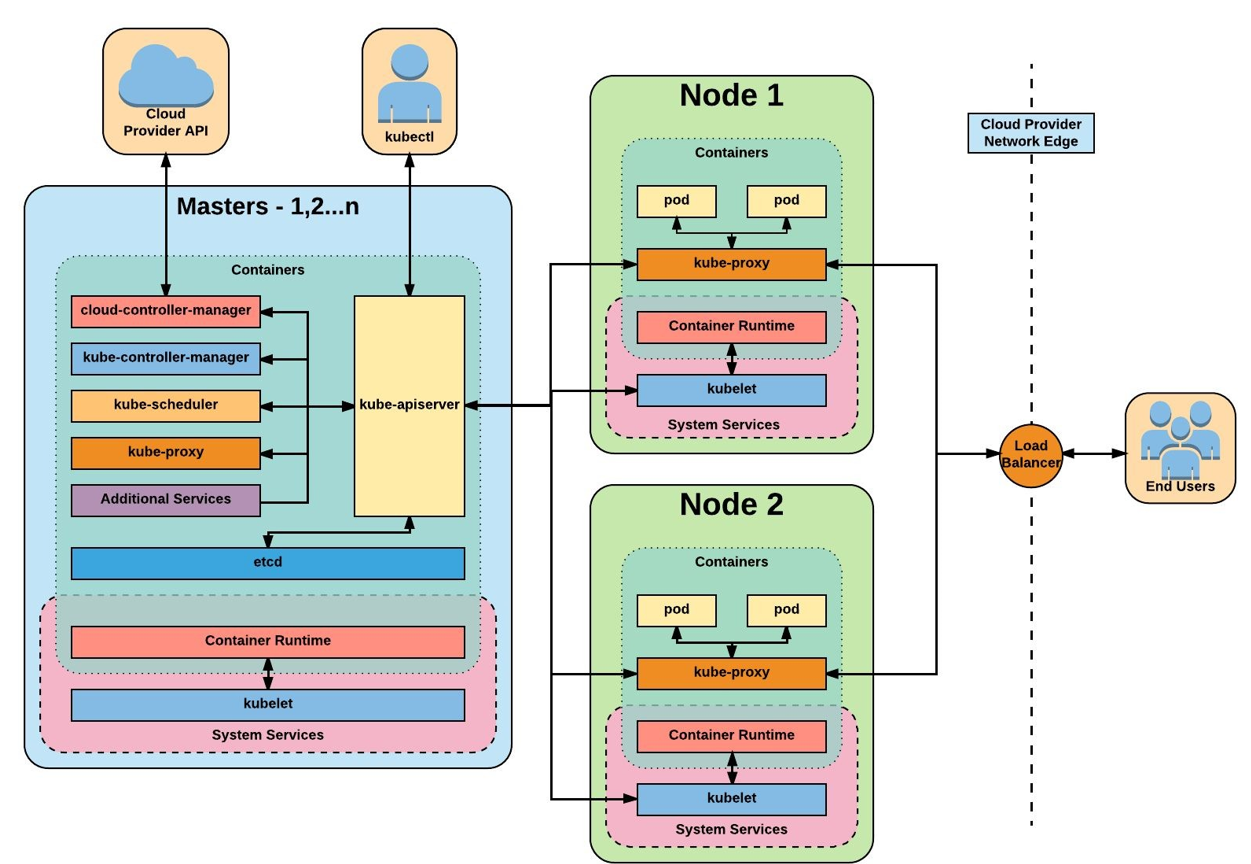 Cloud
Provider API
kubectl
Masters - 1,2...n
Containers
cloud-controller-manager
kube-controller-manager
kube-scheduler
kube-proxy
Additional Services
kube-apiserver
etcd
Container Runtime
kubelet
System Services
Node 1
Containers
pod
pod
kube-proxy
Container Runtime
kubelet
System Services
Node 2
Containers
pod
pod
kube-proxy
Container Runtime
kubelet
System Services
Cloud Provider
Network Edge
Load
Balancer
End Users